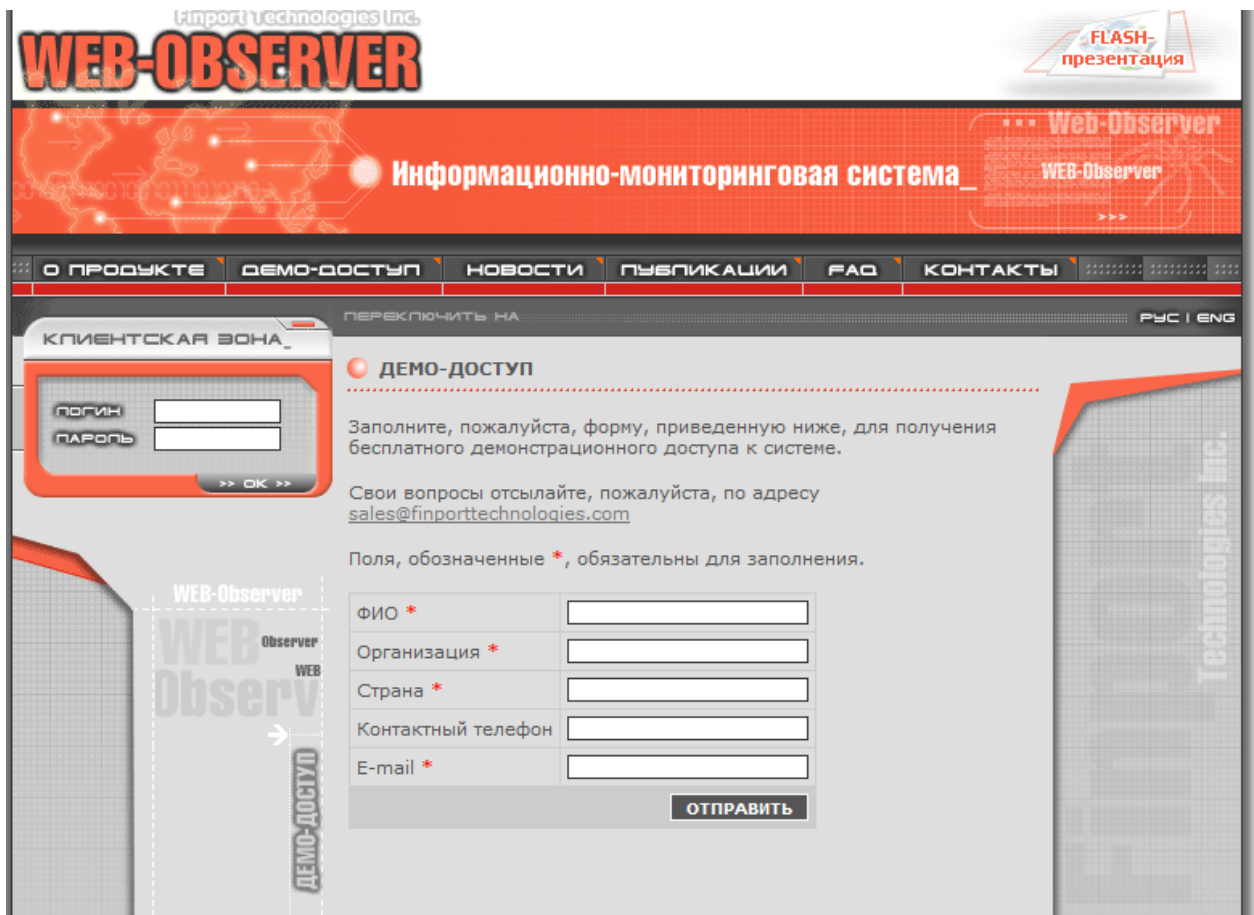 Finport Technologies Inc.
WEB-OBSERVER
FLASH-
презентация
Web-Observer
Информационно-мониторинговая система_
WEB-Observer
>>>
О ПРОДУКТЕ ДЕМО-ДОСТУП НОВОСТИ ПУБЛИКАЦИИ FAQ КОНТАКТЫ
ПЕРЕКЛЮЧИТЬ НА
РУС | ENG
КЛИЕНТСКАЯ ЗОНА_
ЛОГИН
ПАРОЛЬ
>> OK >>
ДЕМО-ДОСТУП
Заполните, пожалуйста, форму, приведенную ниже, для получения
бесплатного демонстрационного доступа к системе.
Свои вопросы отсылайте, пожалуйста, по адресу
sales@finporttechnologies.com
Поля, обозначенные *, обязательны для заполнения.
ФИО *
Организация *
Страна *
Контактный телефон
E-mail *
ОТПРАВИТЬ
WEB-Observer
WEB
Observer
WEB
Observ
ДЕМО-ДОСТУП
Finport
Technologies Inc.